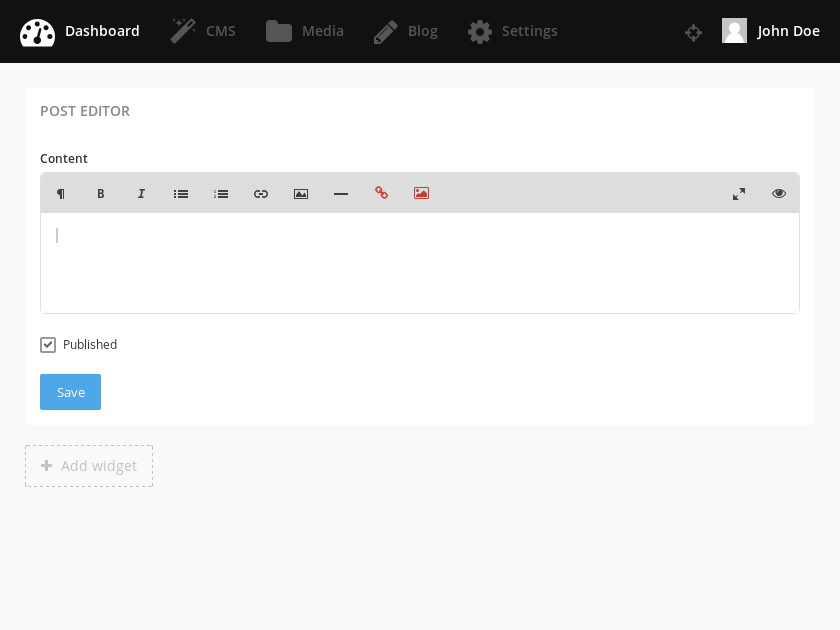 Dashboard CMS Media Blog Settings John Doe
POST EDITOR
Content
¶ B I
Published
Save
+ Add widget